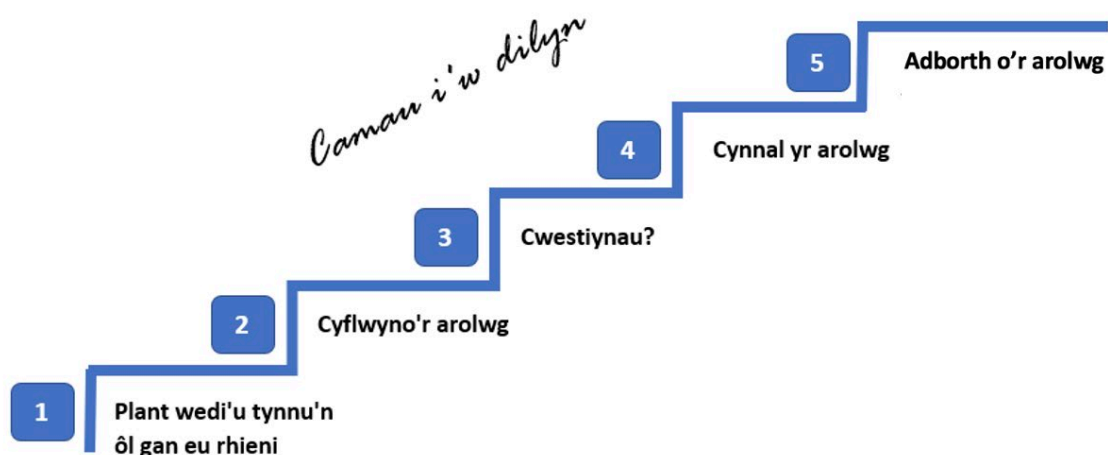 Camau i'w dilyn
1
Plant wedi'u tynnu'n
ôl gan eu rhieni
2
Cyflwyno'r arolwg
3
Cwestiynau?
4
Cynnal yr arolwg
5
Adborth o’r arolwg